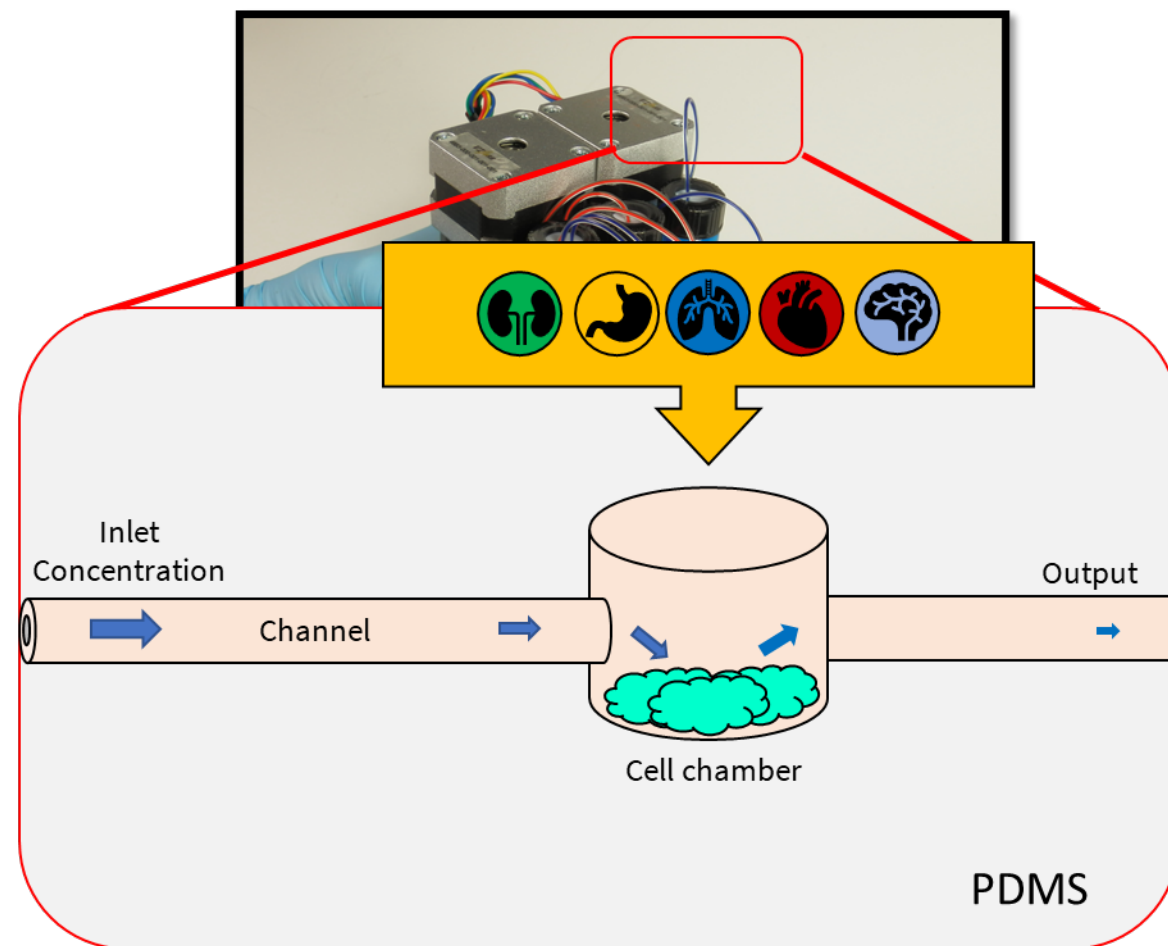 Inlet
Concentration
Channel
Output
Cell chamber
PDMS